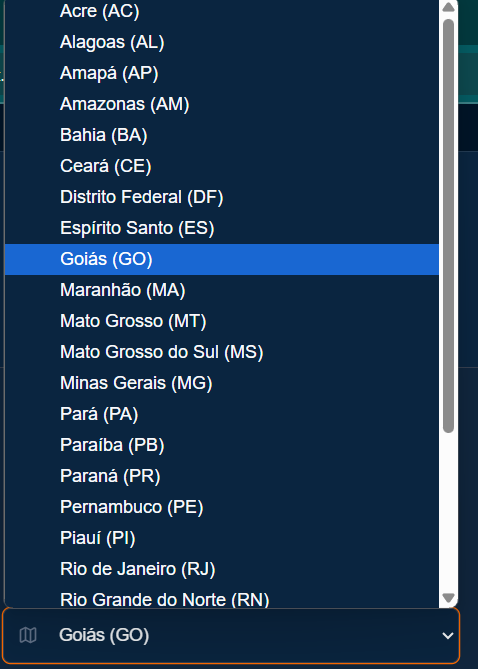 Acre (AC)
Alagoas (AL)
Amapá (AP)
Amazonas (AM)
Bahia (BA)
Ceará (CE)
Distrito Federal (DF)
Espírito Santo (ES)
Goiás (GO)
Maranhão (MA)
Mato Grosso (MT)
Mato Grosso do Sul (MS)
Minas Gerais (MG)
Pará (PA)
Paraíba (PB)
Paraná (PR)
Pernambuco (PE)
Piauí (PI)
Rio de Janeiro (RJ)
Rio Grande do Norte (RN)
Goiás (GO)